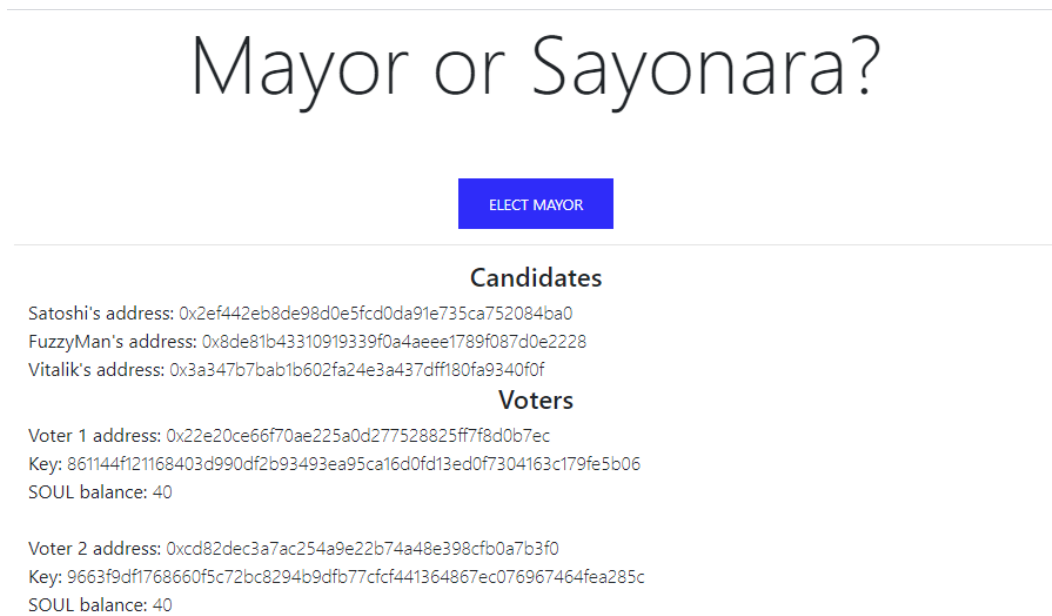 Mayor or Sayonara?
ELECT MAYOR
Candidates
Satoshi's address: 0x2ef442eb8de98d0e5fcd0da91e735ca752084ba0
FuzzyMan's address: 0x8de81b43310919339f0a4aeee1789f087d0e2228
Vitalik's address: 0x3a347b7bab1b602fa24e3a437dff180fa9340f0f
Voters
Voter 1 address: 0x22e20ce66f70ae225a0d277528825ff7f8d0b7ec
Key: 861144f121168403d990df2b93493ea95ca16d0fd13ed0f7304163c179fe5b06
SOUL balance: 40
Voter 2 address: 0xcd82dec3a7ac254a9e22b74a48e398cfb0a7b3f0
Key: 9663f9df1768660f5c72bc8294b9dfb77cfcf441364867ec076967464fea285c
SOUL balance: 40